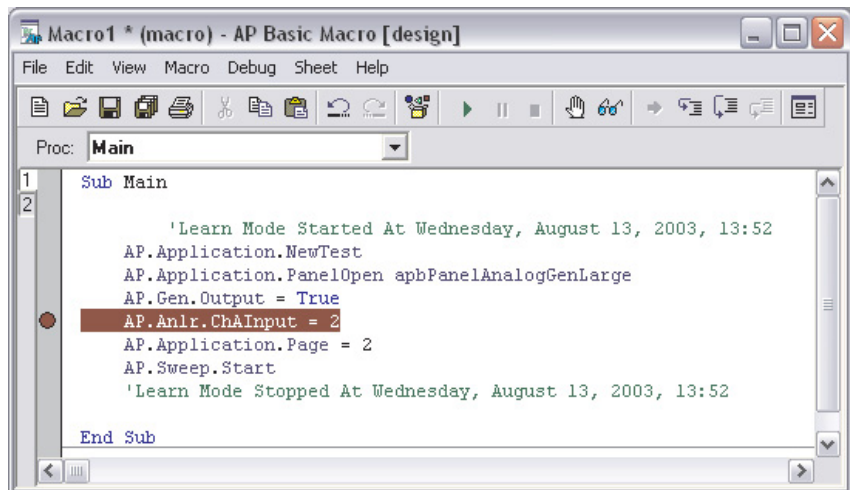 Macro1 * (macro) - AP Basic Macro [design]
File Edit View Macro Debug Sheet Help
Proc: Main
1
2
Sub Main
'Learn Mode Started At Wednesday, August 13, 2003, 13:52
AP.Application.NewTest
AP.Application.PanelOpen apbPanelAnalogGenLarge
AP.Gen.Output = True
AP.Anlr.ChAInput = 2
AP.Application.Page = 2
AP.Sweep.Start
'Learn Mode Stopped At Wednesday, August 13, 2003, 13:52
End Sub